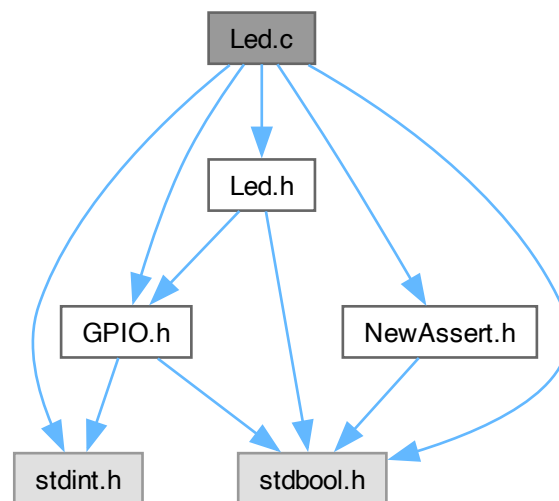 Led.c
Led.h
GPIO.h
NewAssert.h
stdint.h
stdbool.h